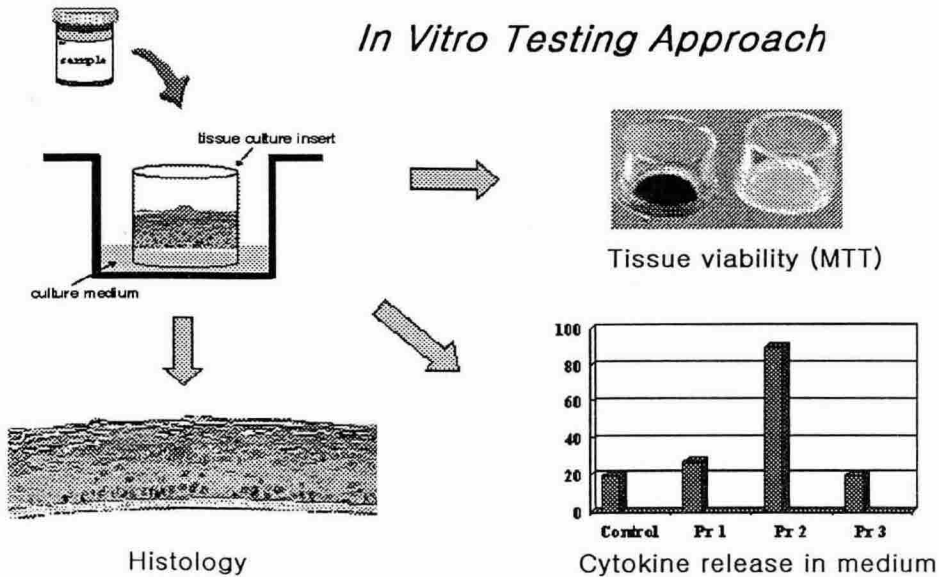 In Vitro Testing Approach
sample
tissue culture insert
culture medium
Tissue viability (MTT)
Histology
100
80
60
40
20
0
Control Pr 1 Pr 2 Pr 3
Cytokine release in medium